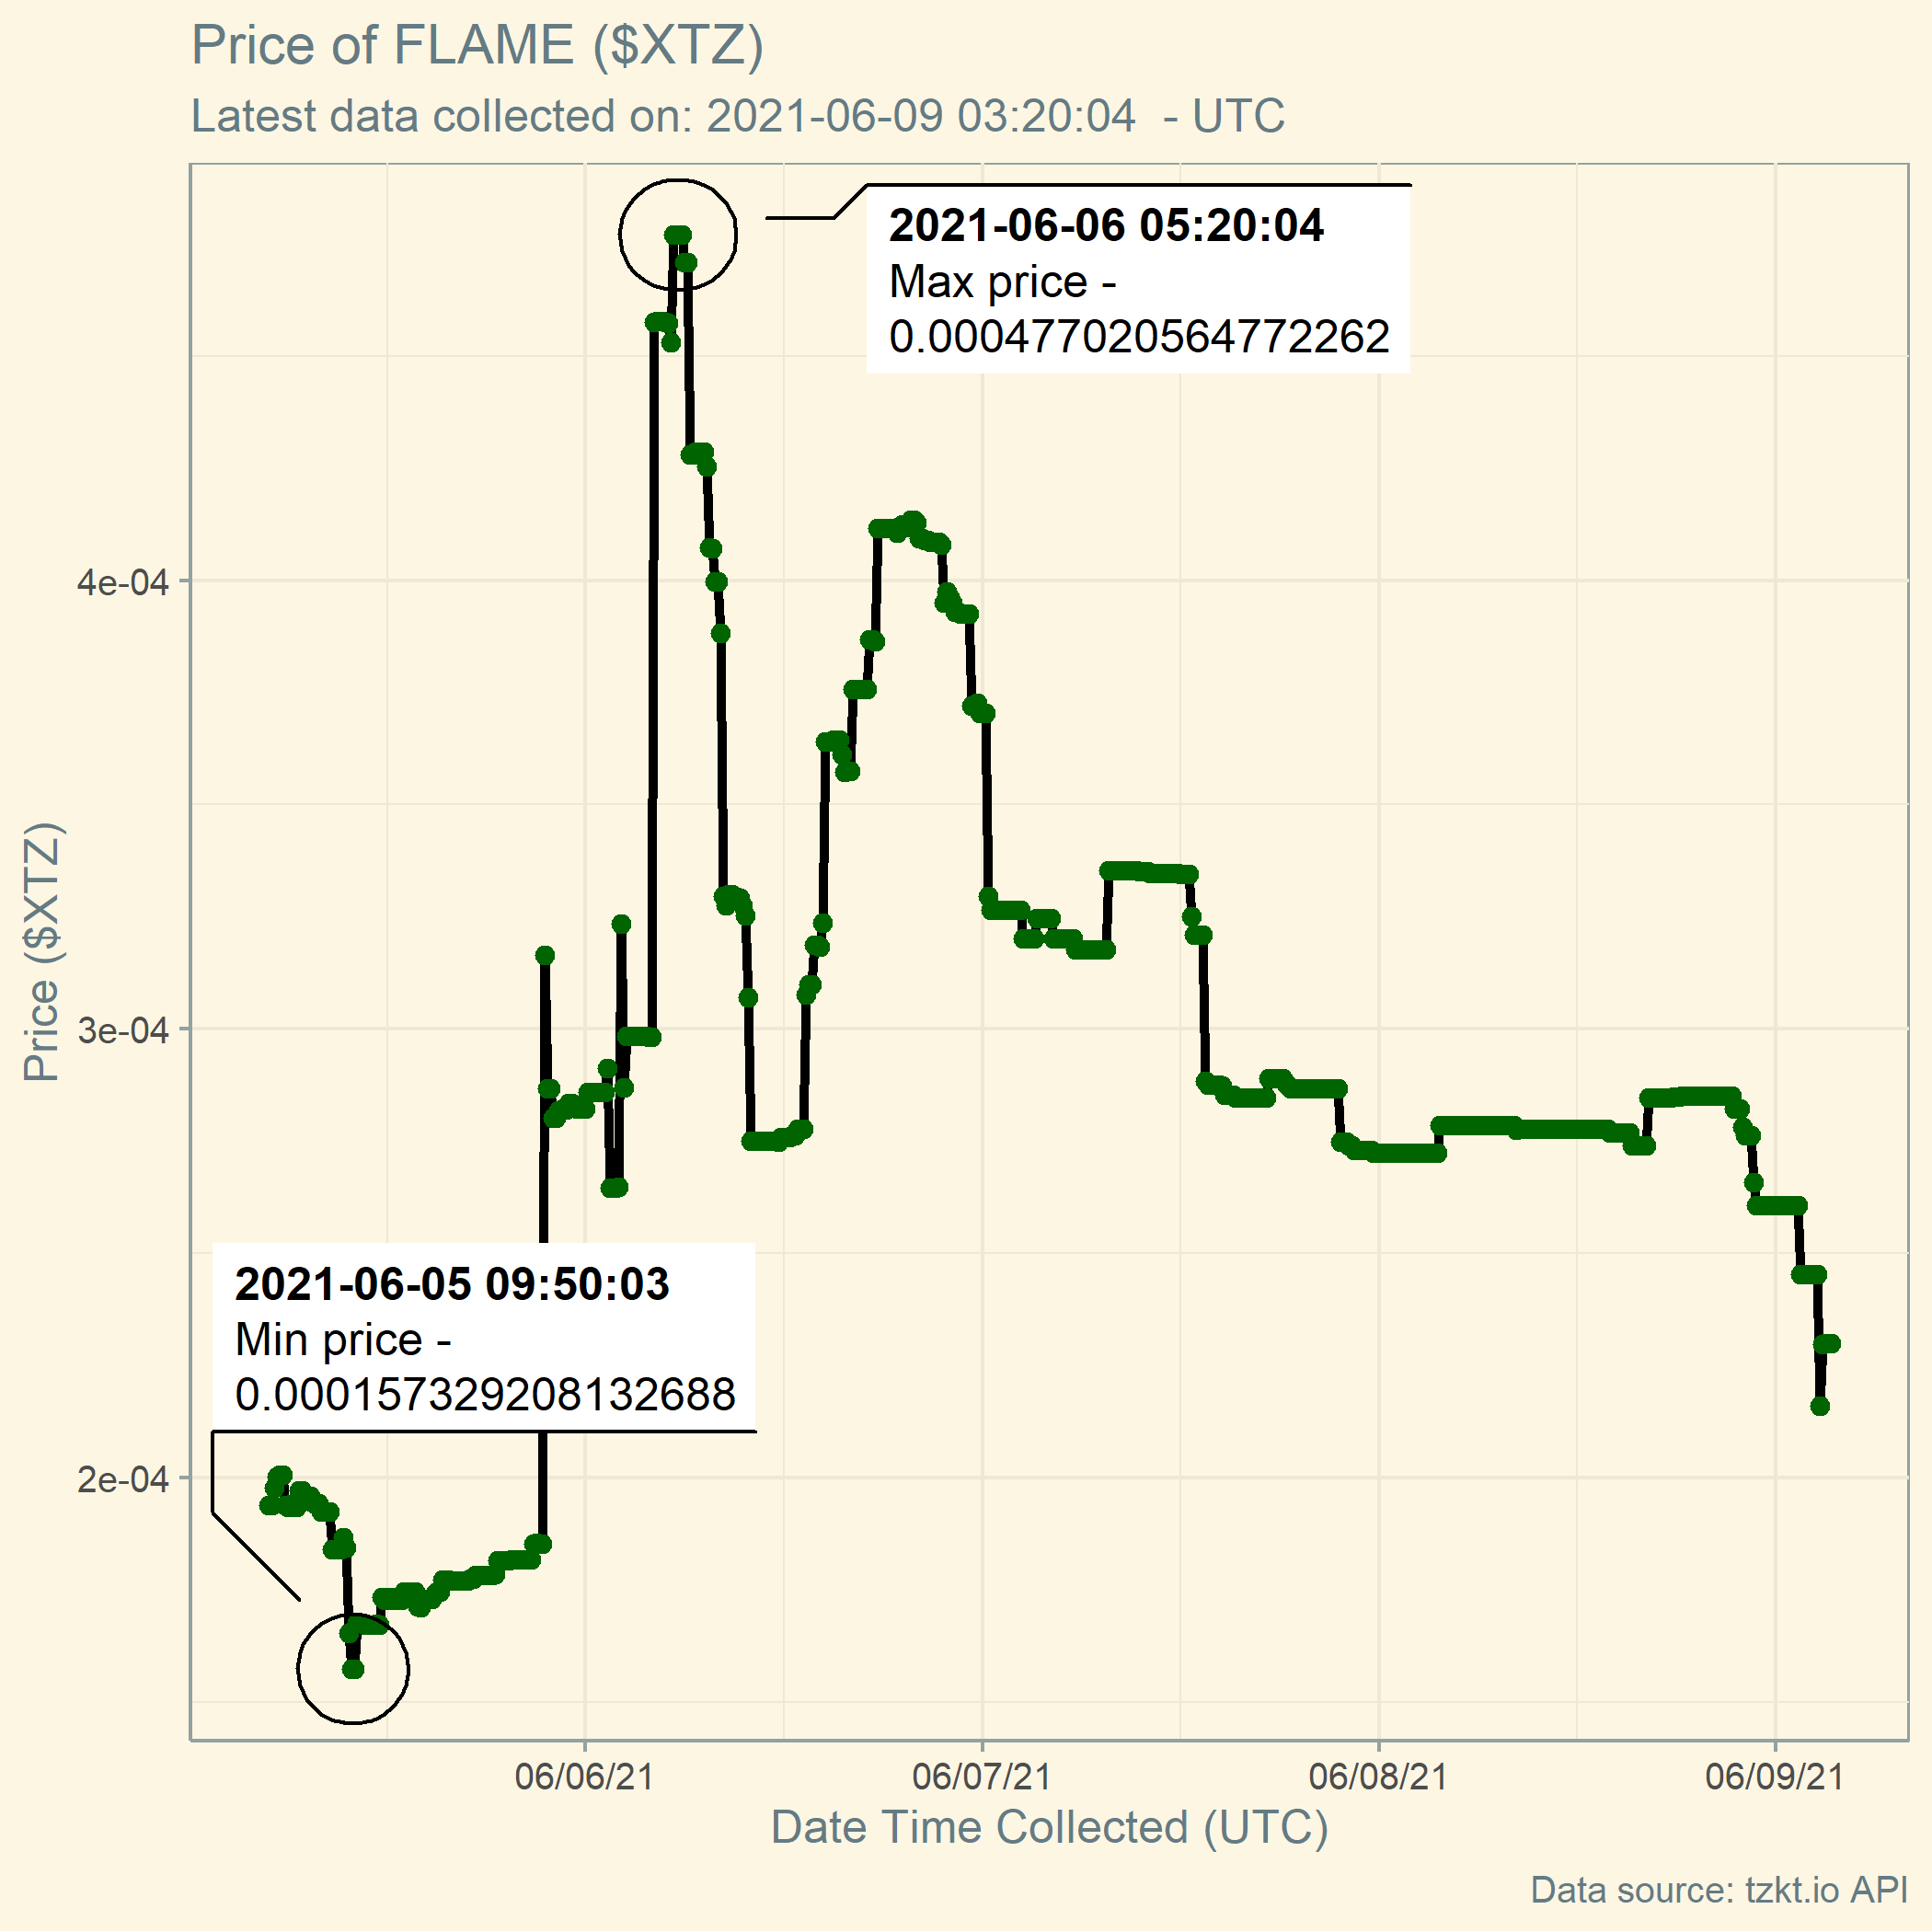 Price of FLAME ($XTZ)
Latest data collected on: 2021-06-09 03:20:04  - UTC
2021-06-06 05:20:04
Max price -
0.000477020564772262
4e-04
Price ($XTZ)
3e-04
2021-06-05 09:50:03
Min price -
0.000157329208132688
2e-04
06/06/21
06/07/21
06/08/21
06/09/21
Date Time Collected (UTC)
Data source: tzkt.io API